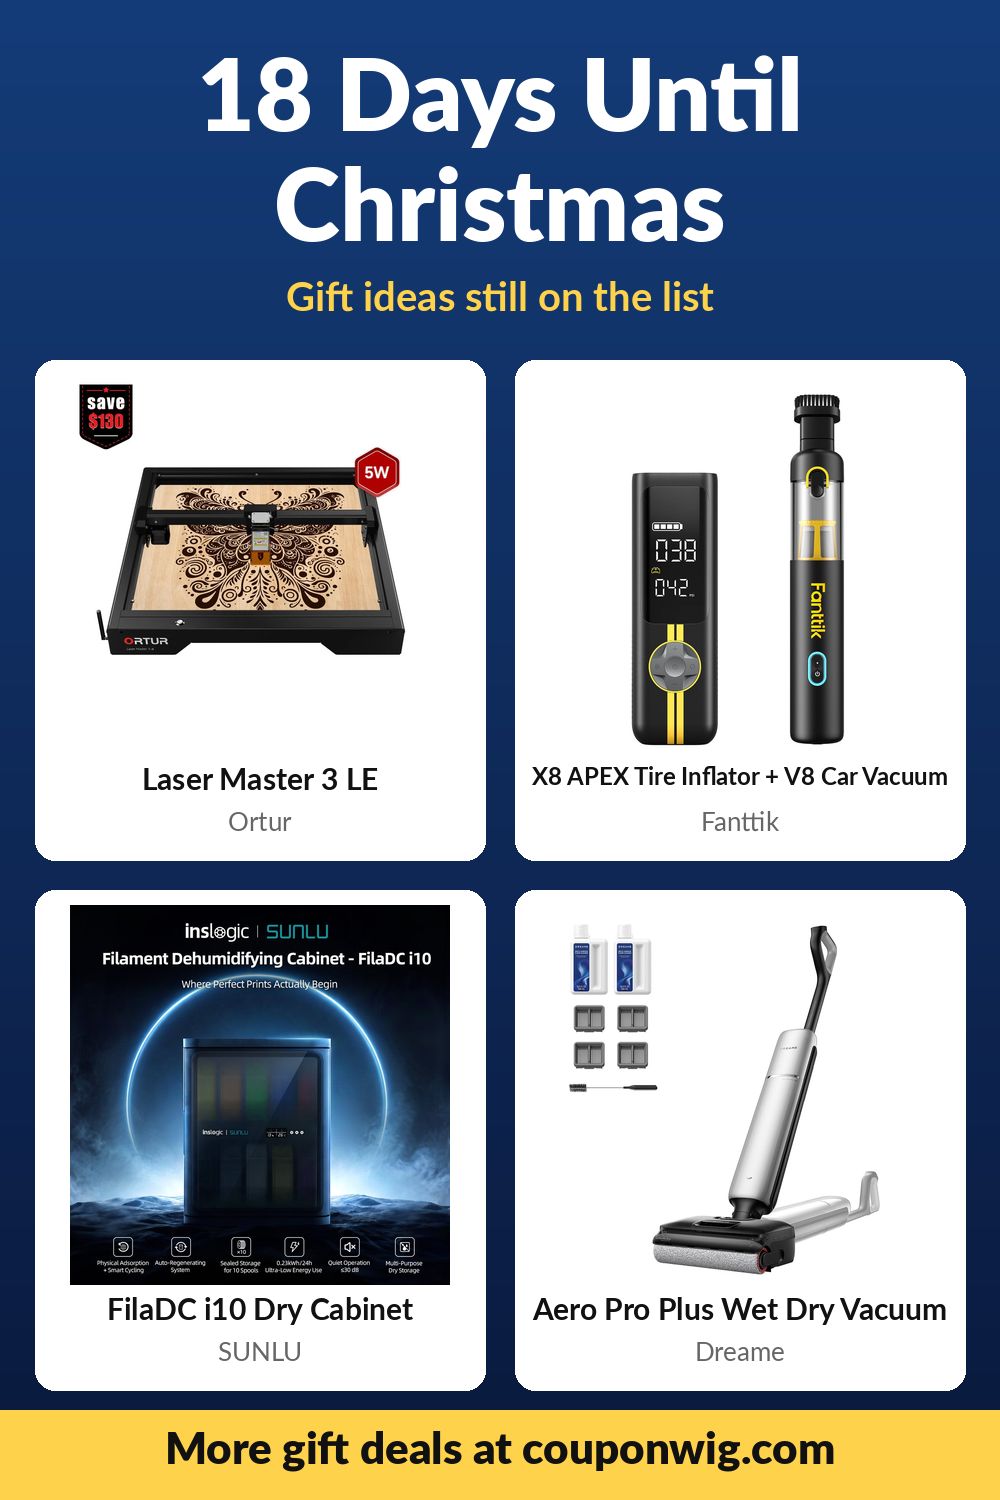 18 Days Until
Christmas
Gift ideas still on the list
save
$130
5W
ORTUR
Laser Master 3 LE
Ortur
038
042
Fanttik
X8 APEX Tire Inflator + V8 Car Vacuum
Fanttik
inslogic | SUNLU
Filament Dehumidifying Cabinet - FilaDC i10
Where Perfect Prints Actually Begin
inslogic | SUNLU
Physical Adsorption
+ Smart Cycling
Auto-Regenerating
System
x10
Sealed Storage
for 10 Spools
0.23kWh/24h
Ultra-Low Energy Use
Quiet Operation
≤30 dB
Multi-Purpose
Dry Storage
FilaDC i10 Dry Cabinet
SUNLU
Aero Pro Plus Wet Dry Vacuum
Dreame
More gift deals at couponwig.com